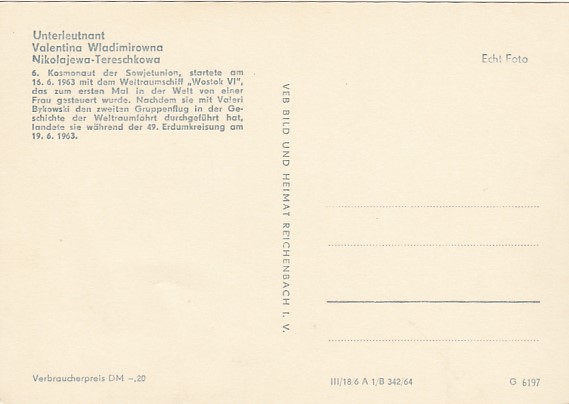 Unterleutnant
Valentina Wladimirowna
Nikolajewa-Tereschkowa
6. Kosmonaut der Sowjetunion, startete am
16. 6. 1963 mit dem Weltraumschiff „Wostok VI”,
das zum ersten Mal in der Welt von einer
Frau gesteuert wurde. Nachdem sie mit Valeri
Bykowski den zweiten Gruppenflug in der Ge-
schichte der Weltraumfahrt durchgeführt hat,
landete sie während der 49. Erdumkreisung am
19. 6. 1963.
Echt Foto
VEB BILD UND HEIMAT REICHENBACH I. V.
Verbraucherpreis DM –,20
III/18/6 A 1/B 342/64
G 6197